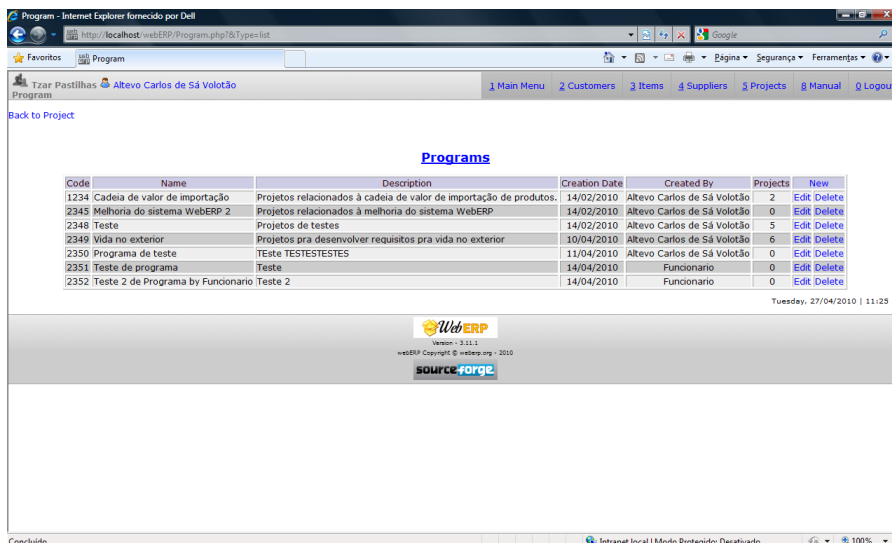 Program - Internet Explorer fornecido por Dell
http://localhost/webERP/Program.php?&Type=list
Google
Favoritos Program Página Segurança Ferramentas
Tzar Pastilhas Altevo Carlos de Sá Volotão 1 Main Menu 2 Customers 3 Items 4 Suppliers 5 Projects 8 Manual 0 Logou
Program
Back to Project
Programs
Code Name Description Creation Date Created By Projects New
1234 Cadeia de valor de importação Projetos relacionados à cadeia de valor de importação de produtos. 14/02/2010 Altevo Carlos de Sá Volotão 2 Edit Delete
2345 Melhoria do sistema WebERP 2 Projetos relacionados à melhoria do sistema WebERP 14/02/2010 Altevo Carlos de Sá Volotão 0 Edit Delete
2348 Teste Projetos de testes 14/02/2010 Altevo Carlos de Sá Volotão 5 Edit Delete
2349 Vida no exterior Projetos pra desenvolver requisitos pra vida no exterior 10/04/2010 Altevo Carlos de Sá Volotão 6 Edit Delete
2350 Programa de teste TEste TESTESTESTES 11/04/2010 Altevo Carlos de Sá Volotão 0 Edit Delete
2351 Teste de programa Teste 14/04/2010 Funcionario 0 Edit Delete
2352 Teste 2 de Programa by Funcionario Teste 2 14/04/2010 Funcionario 0 Edit Delete
Tuesday, 27/04/2010 | 11:25
WebERP
Version - 3.11.1
webERP Copyright © weberp.org - 2010
sourceforge
Concluído Intranet local | Modo Protegido: Desativado 100%